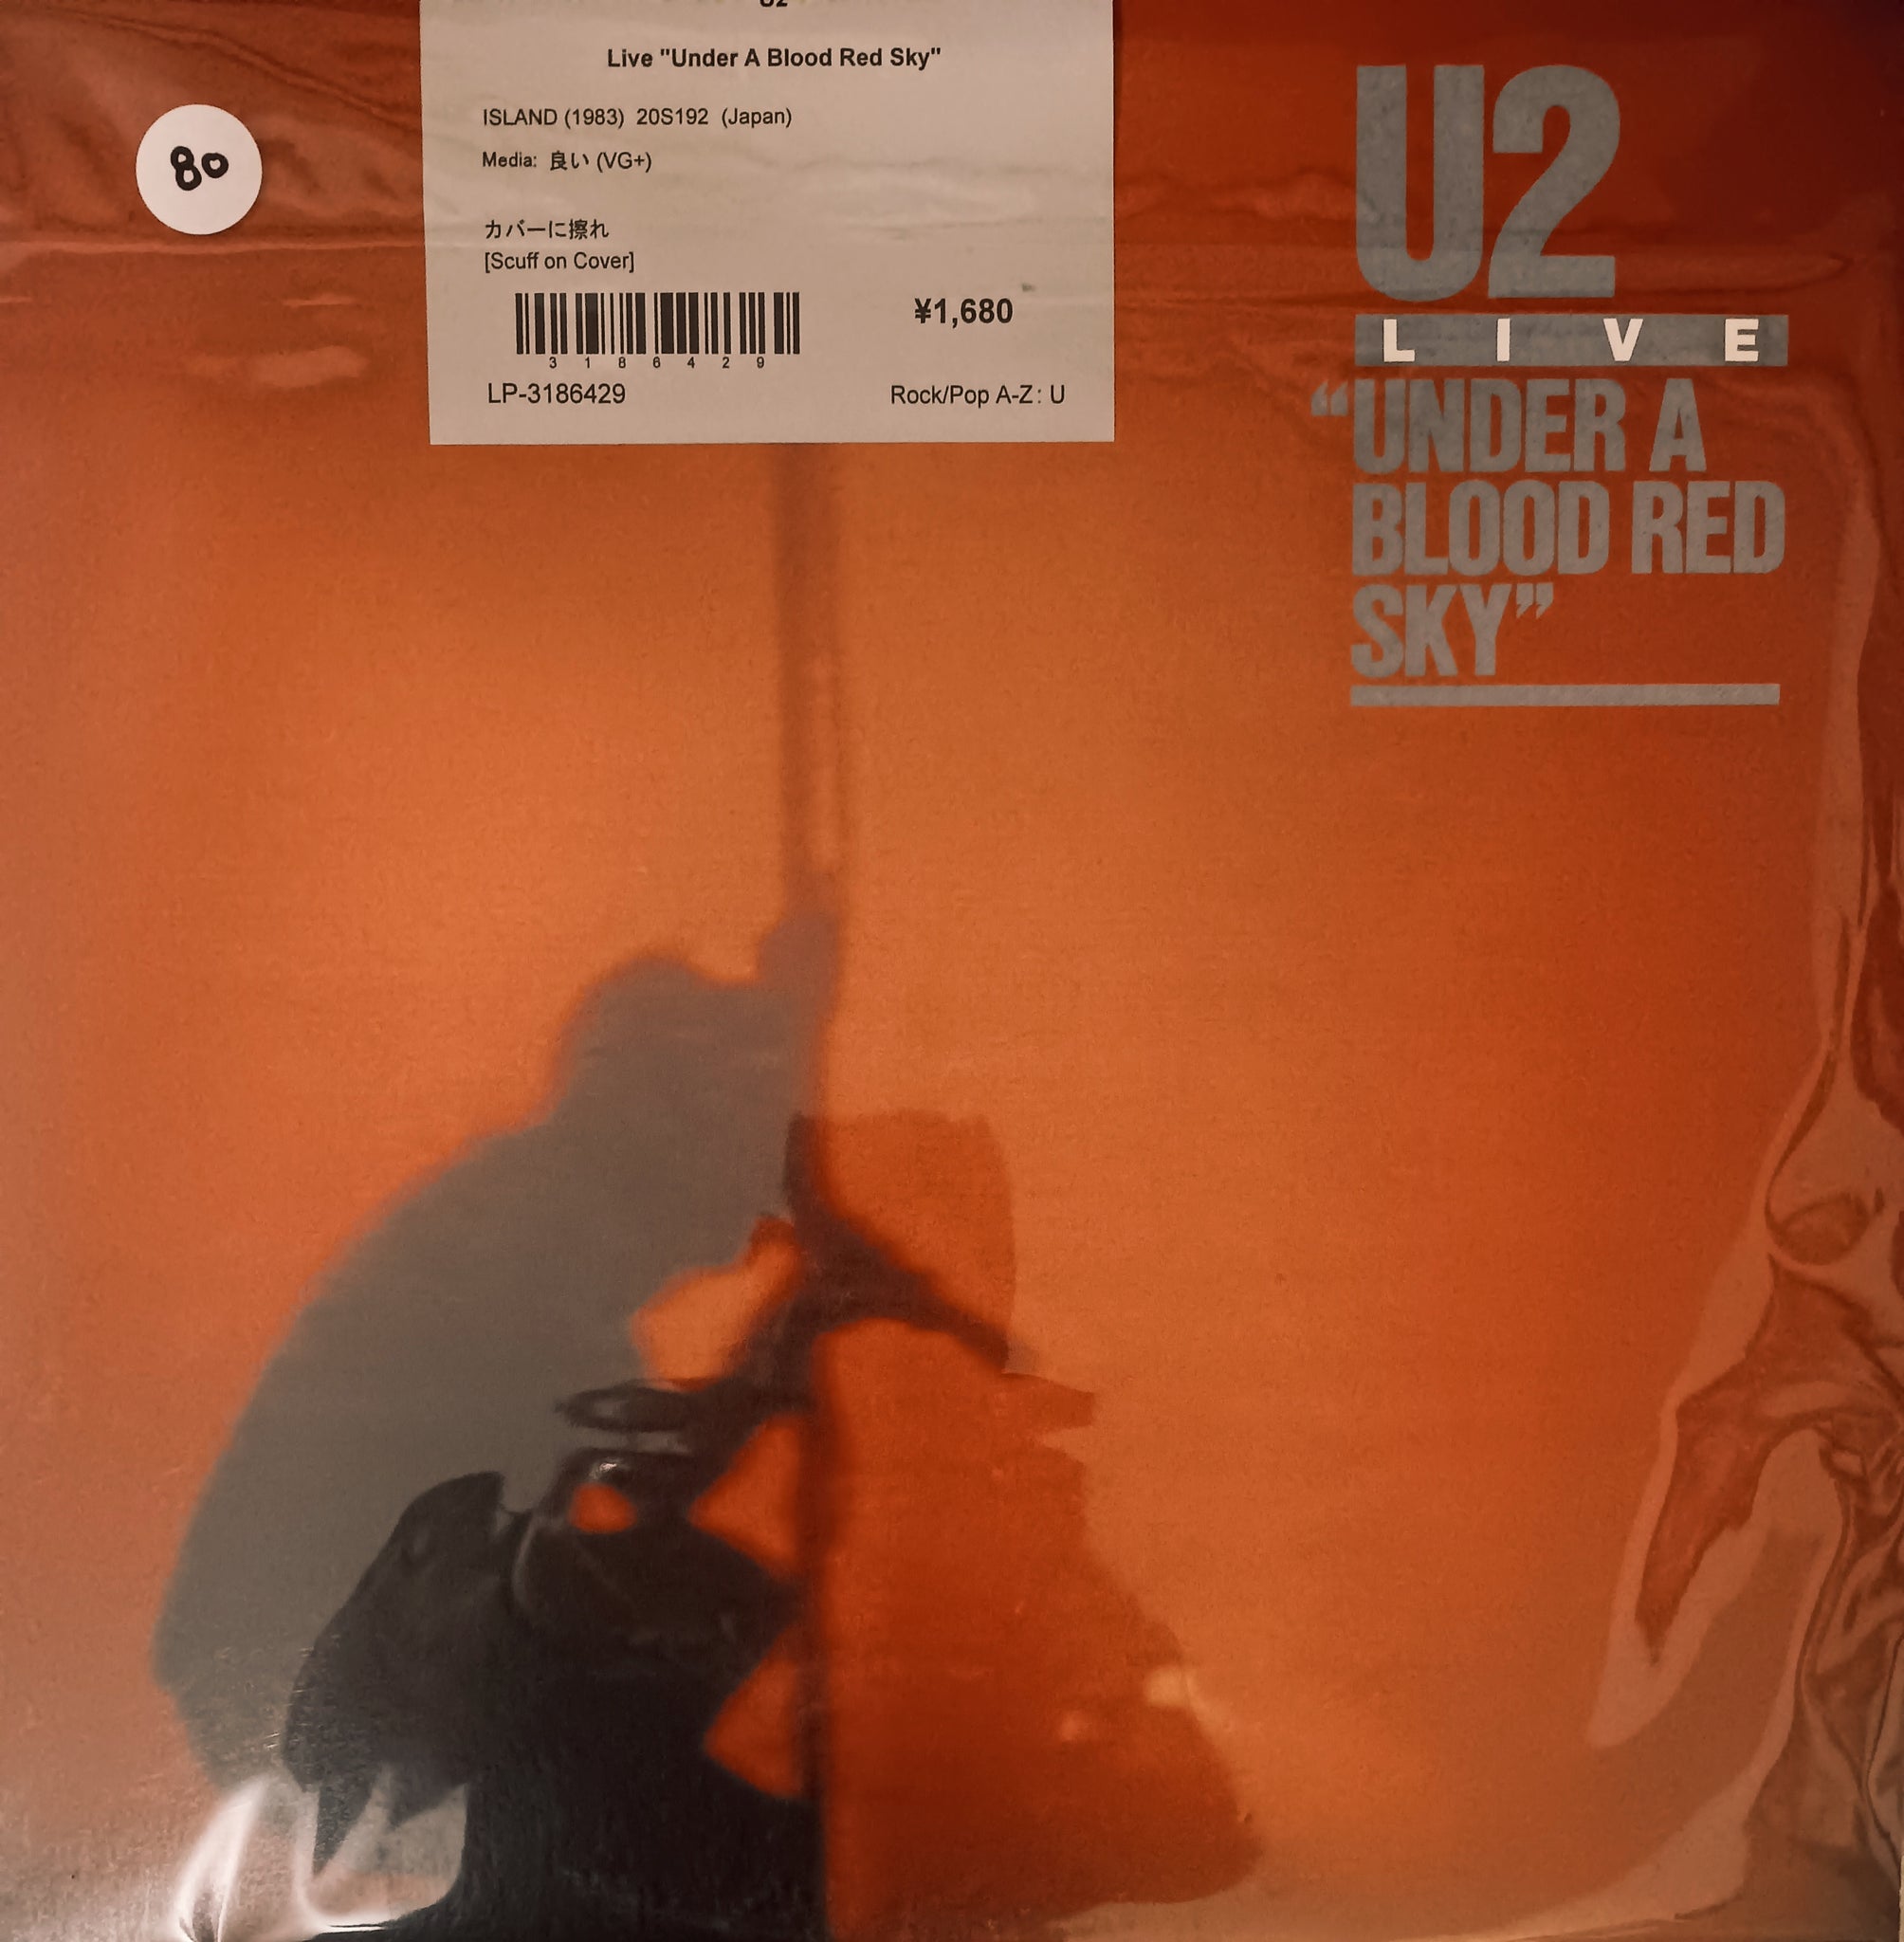 U2
Live "Under A Blood Red Sky"
ISLAND (1983) 20S192 (Japan)
Media: 良い (VG+)
カバーに擦れ
[Scuff on Cover]
¥1,680
3 1 8 6 4 2 9
LP-3186429
Rock/Pop A-Z: U
80
U2
LIVE
“UNDER A
BLOOD RED
SKY”